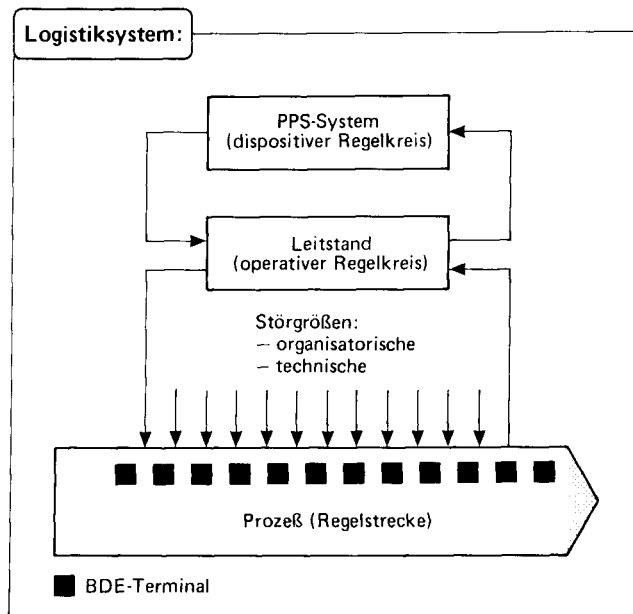 Logistiksystem:
PPS-System
(dispositiver Regelkreis)
Leitstand
(operativer Regelkreis)
Störgrößen:
– organisatorische
– technische
Prozeß (Regelstrecke)
BDE-Terminal